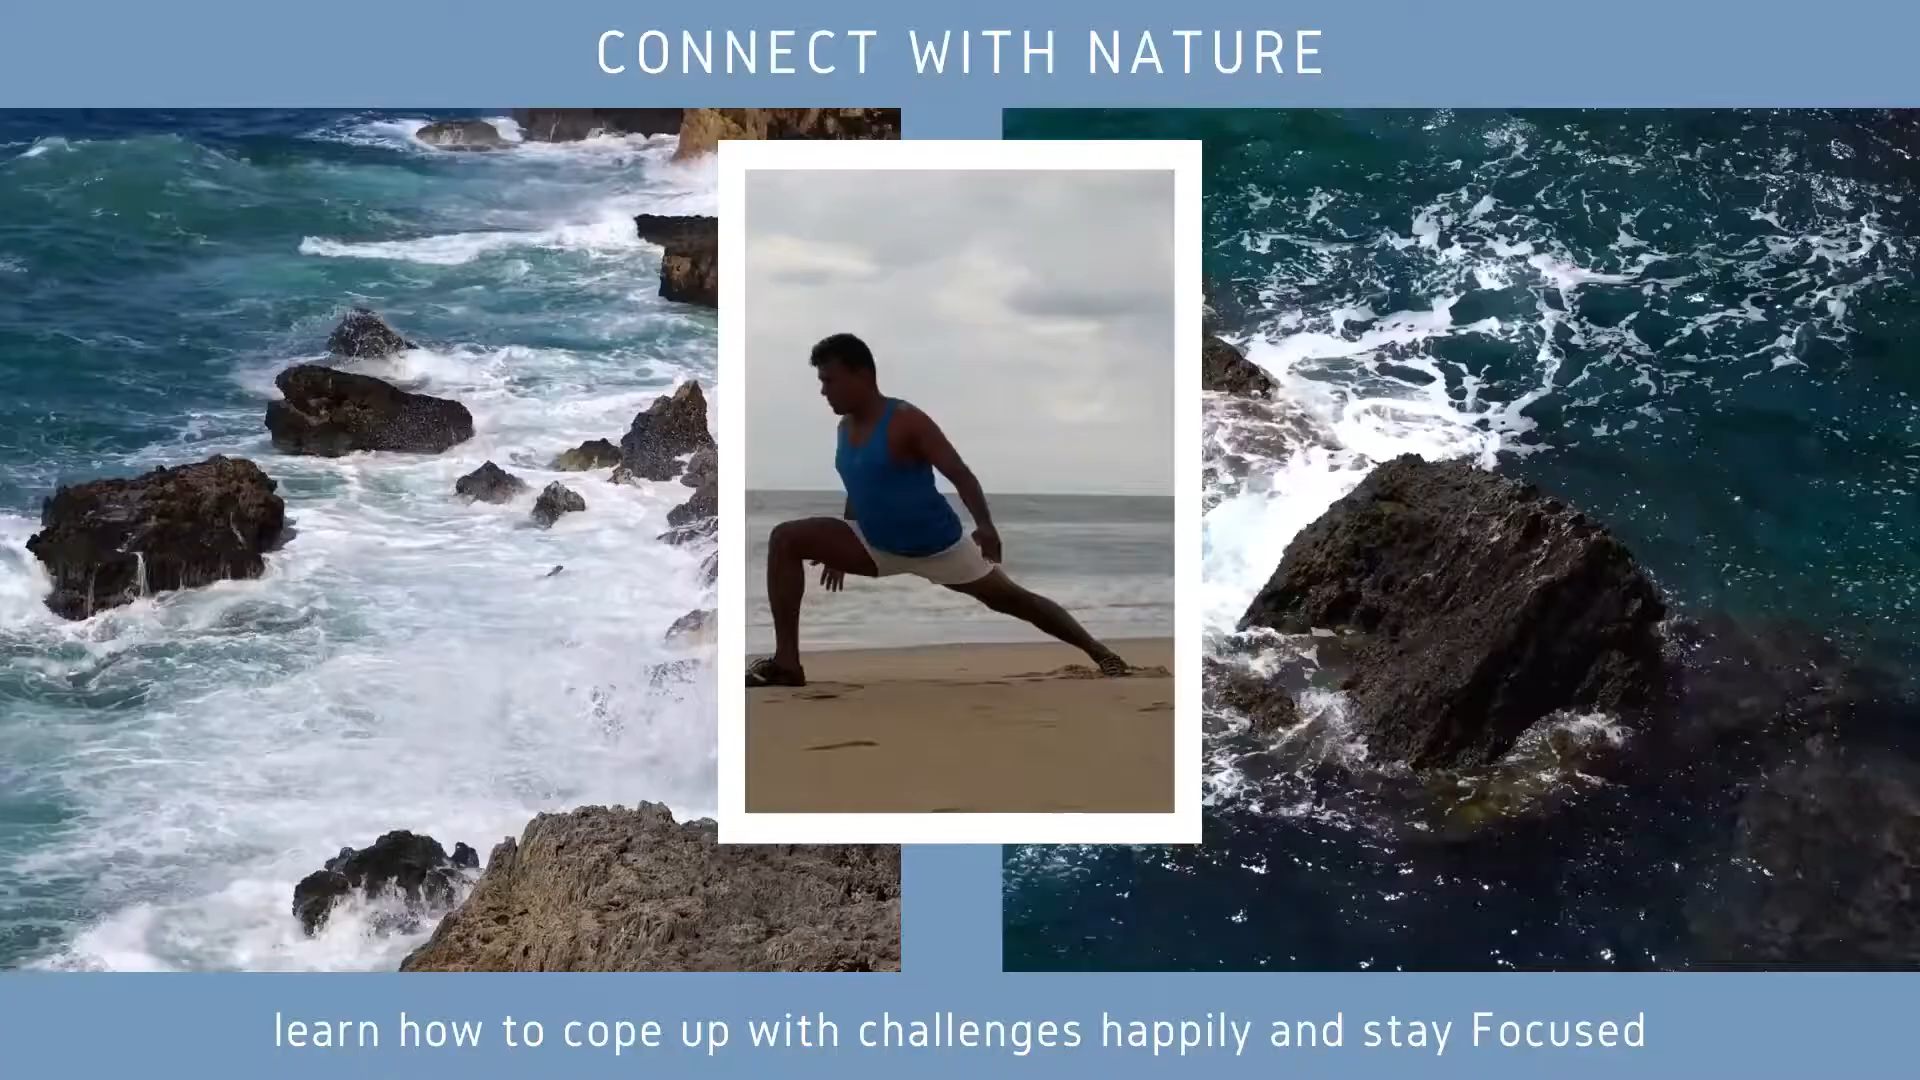 CONNECT WITH NATURE
learn how to cope up with challenges happily and stay Focused